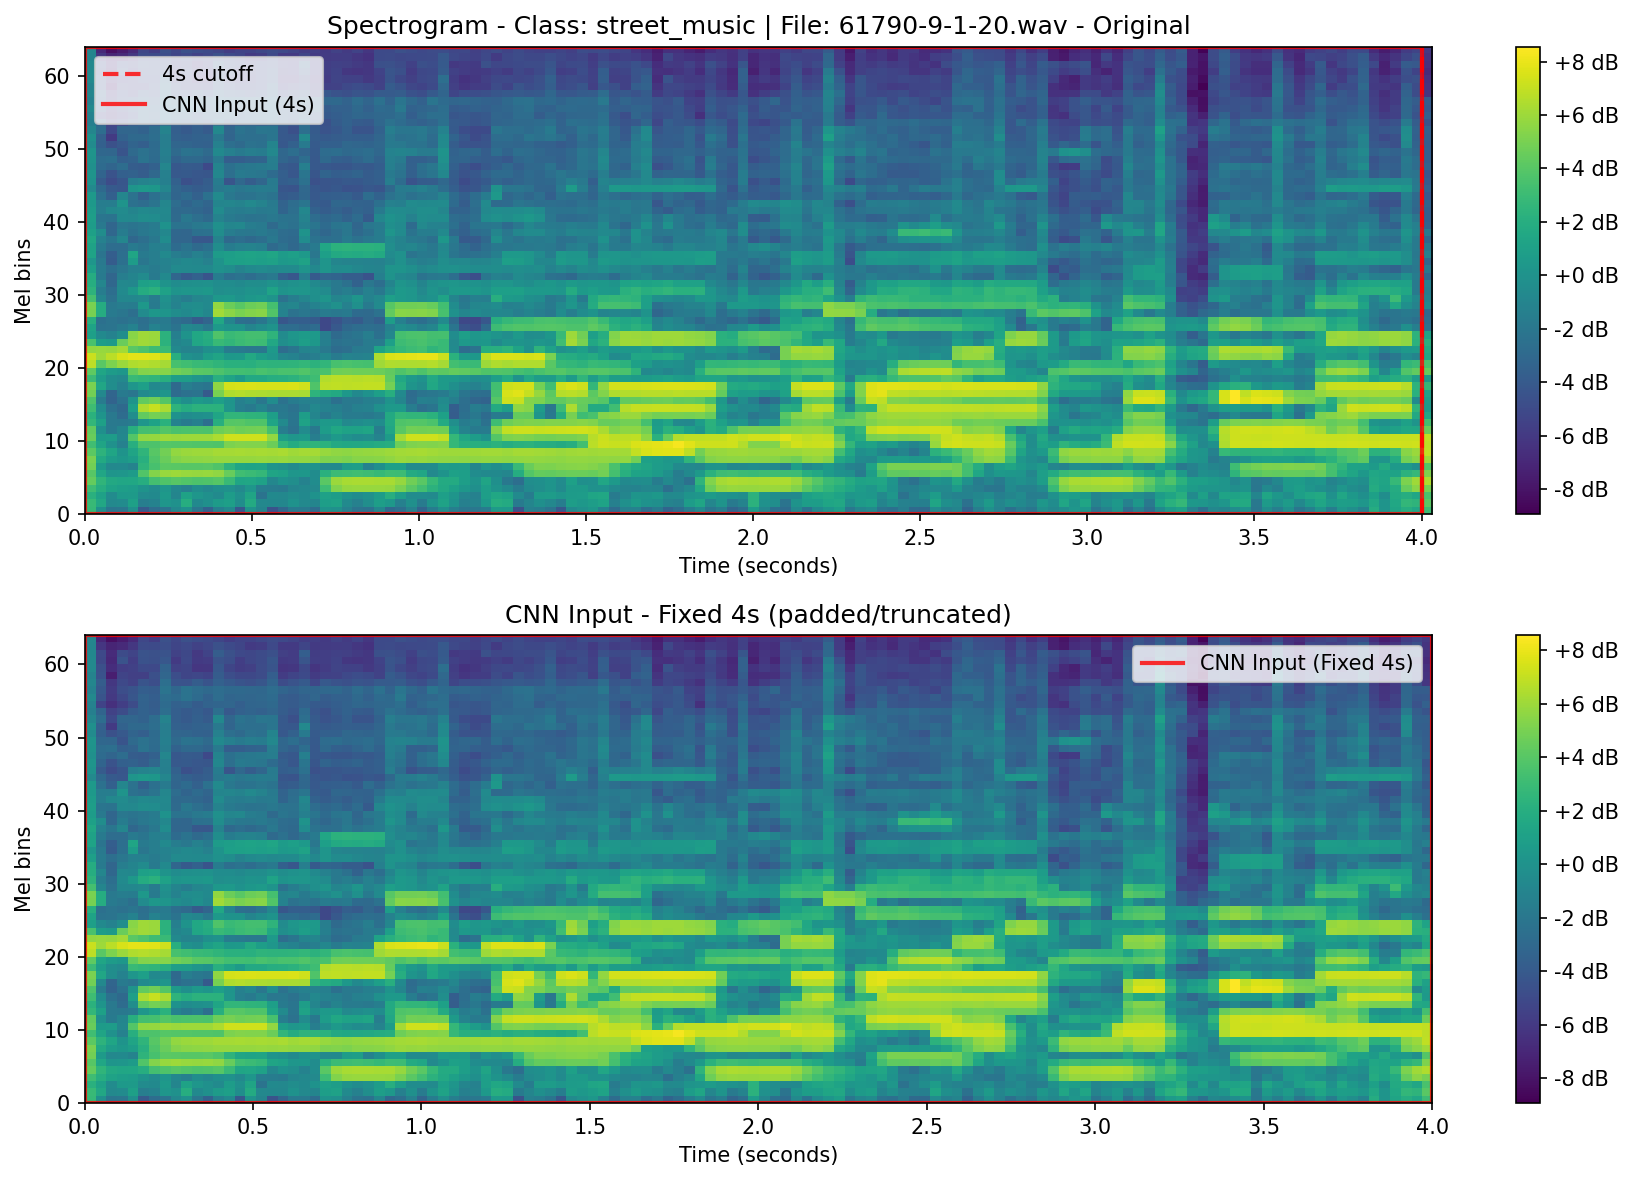 Spectrogram - Class: street_music | File: 61790-9-1-20.wav - Original
4s cutoff
CNN Input (4s)
Mel bins
60
50
40
30
20
10
0
0.0 0.5 1.0 1.5 2.0 2.5 3.0 3.5 4.0
Time (seconds)
+8 dB
+6 dB
+4 dB
+2 dB
+0 dB
-2 dB
-4 dB
-6 dB
-8 dB
CNN Input - Fixed 4s (padded/truncated)
CNN Input (Fixed 4s)
Mel bins
60
50
40
30
20
10
0
0.0 0.5 1.0 1.5 2.0 2.5 3.0 3.5 4.0
Time (seconds)
+8 dB
+6 dB
+4 dB
+2 dB
+0 dB
-2 dB
-4 dB
-6 dB
-8 dB